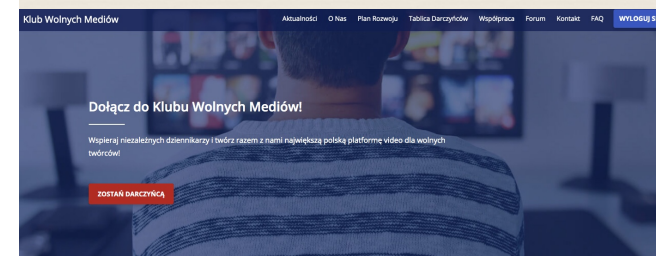 Klub Wolnych Mediów
Aktualności O Nas Plan Rozwoju Tablica Darczyńców Współpraca Forum Kontakt FAQ WYLOGUJ S
Dołącz do Klubu Wolnych Mediów!
Wspieraj niezależnych dziennikarzy i twórz razem z nami największą polską platformę video dla wolnych
twórców!
ZOSTAŃ DARCZYŃCĄ